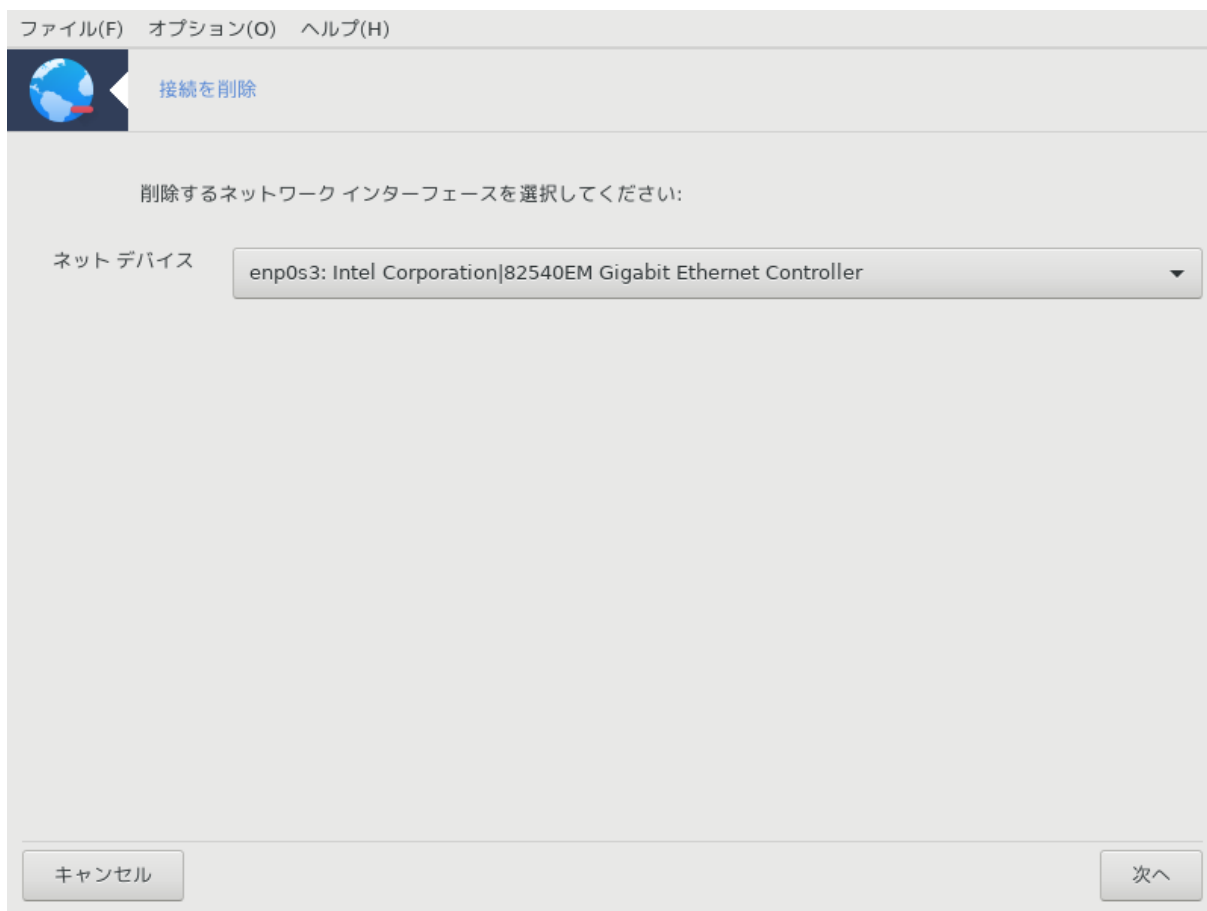 ファイル(F) オプション(O) ヘルプ(H)
接続を削除
削除するネットワーク インターフェースを選択してください:
ネット デバイス
enp0s3: Intel Corporation|82540EM Gigabit Ethernet Controller
キャンセル
次へ